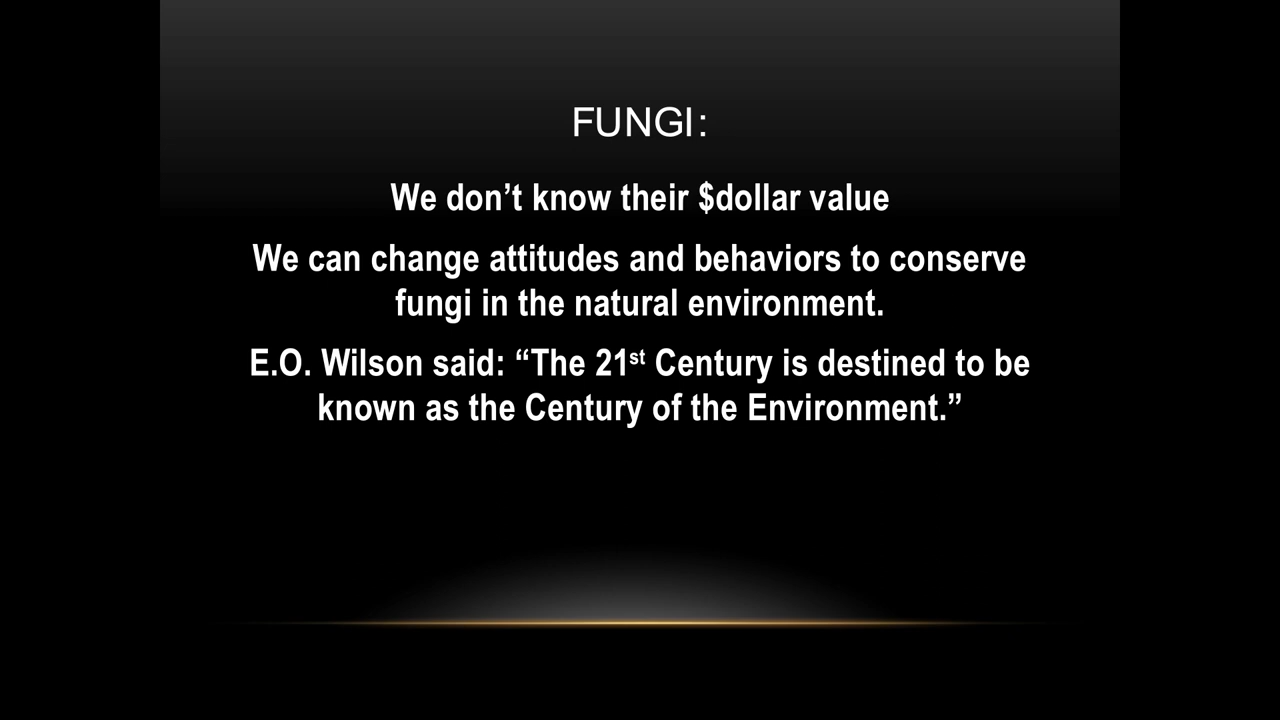 FUNGI:
We don’t know their $dollar value
We can change attitudes and behaviors to conserve
fungi in the natural environment.
E.O. Wilson said: “The 21st Century is destined to be
known as the Century of the Environment.”